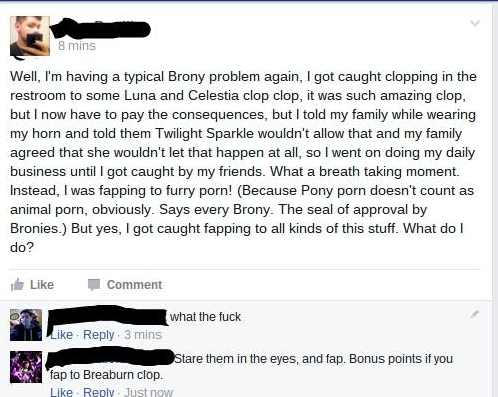 8 mins
Well, I'm having a typical Brony problem again, I got caught clopping in the
restroom to some Luna and Celestia clop clop, it was such amazing clop,
but I now have to pay the consequences, but I told my family while wearing
my horn and told them Twilight Sparkle wouldn't allow that and my family
agreed that she wouldn't let that happen at all, so I went on doing my daily
business until I got caught by my friends. What a breath taking moment.
Instead, I was fapping to furry porn! (Because Pony porn doesn't count as
animal porn, obviously. Says every Brony. The seal of approval by
Bronies.) But yes, I got caught fapping to all kinds of this stuff. What do I
do?
Like Comment
what the fuck
Like · Reply · 3 mins
Stare them in the eyes, and fap. Bonus points if you
fap to Breaburn clop.
Like · Reply · Just now